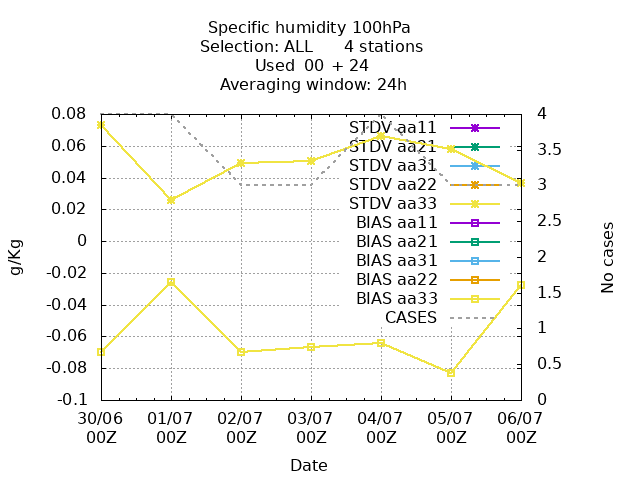 Specific humidity 100hPa
Selection: ALL 4 stations
Used 00 + 24
Averaging window: 24h
0.08
0.06
0.04
0.02
0
-0.02
-0.04
-0.06
-0.08
-0.1
g/Kg
STDV aa11
STDV aa21
STDV aa31
STDV aa22
STDV aa33
BIAS aa11
BIAS aa21
BIAS aa31
BIAS aa22
BIAS aa33
CASES
4
3.5
3
2.5
2
1.5
1
0.5
0
No cases
30/06 01/07 02/07 03/07 04/07 05/07 06/07
00Z 00Z 00Z 00Z 00Z 00Z 00Z
Date